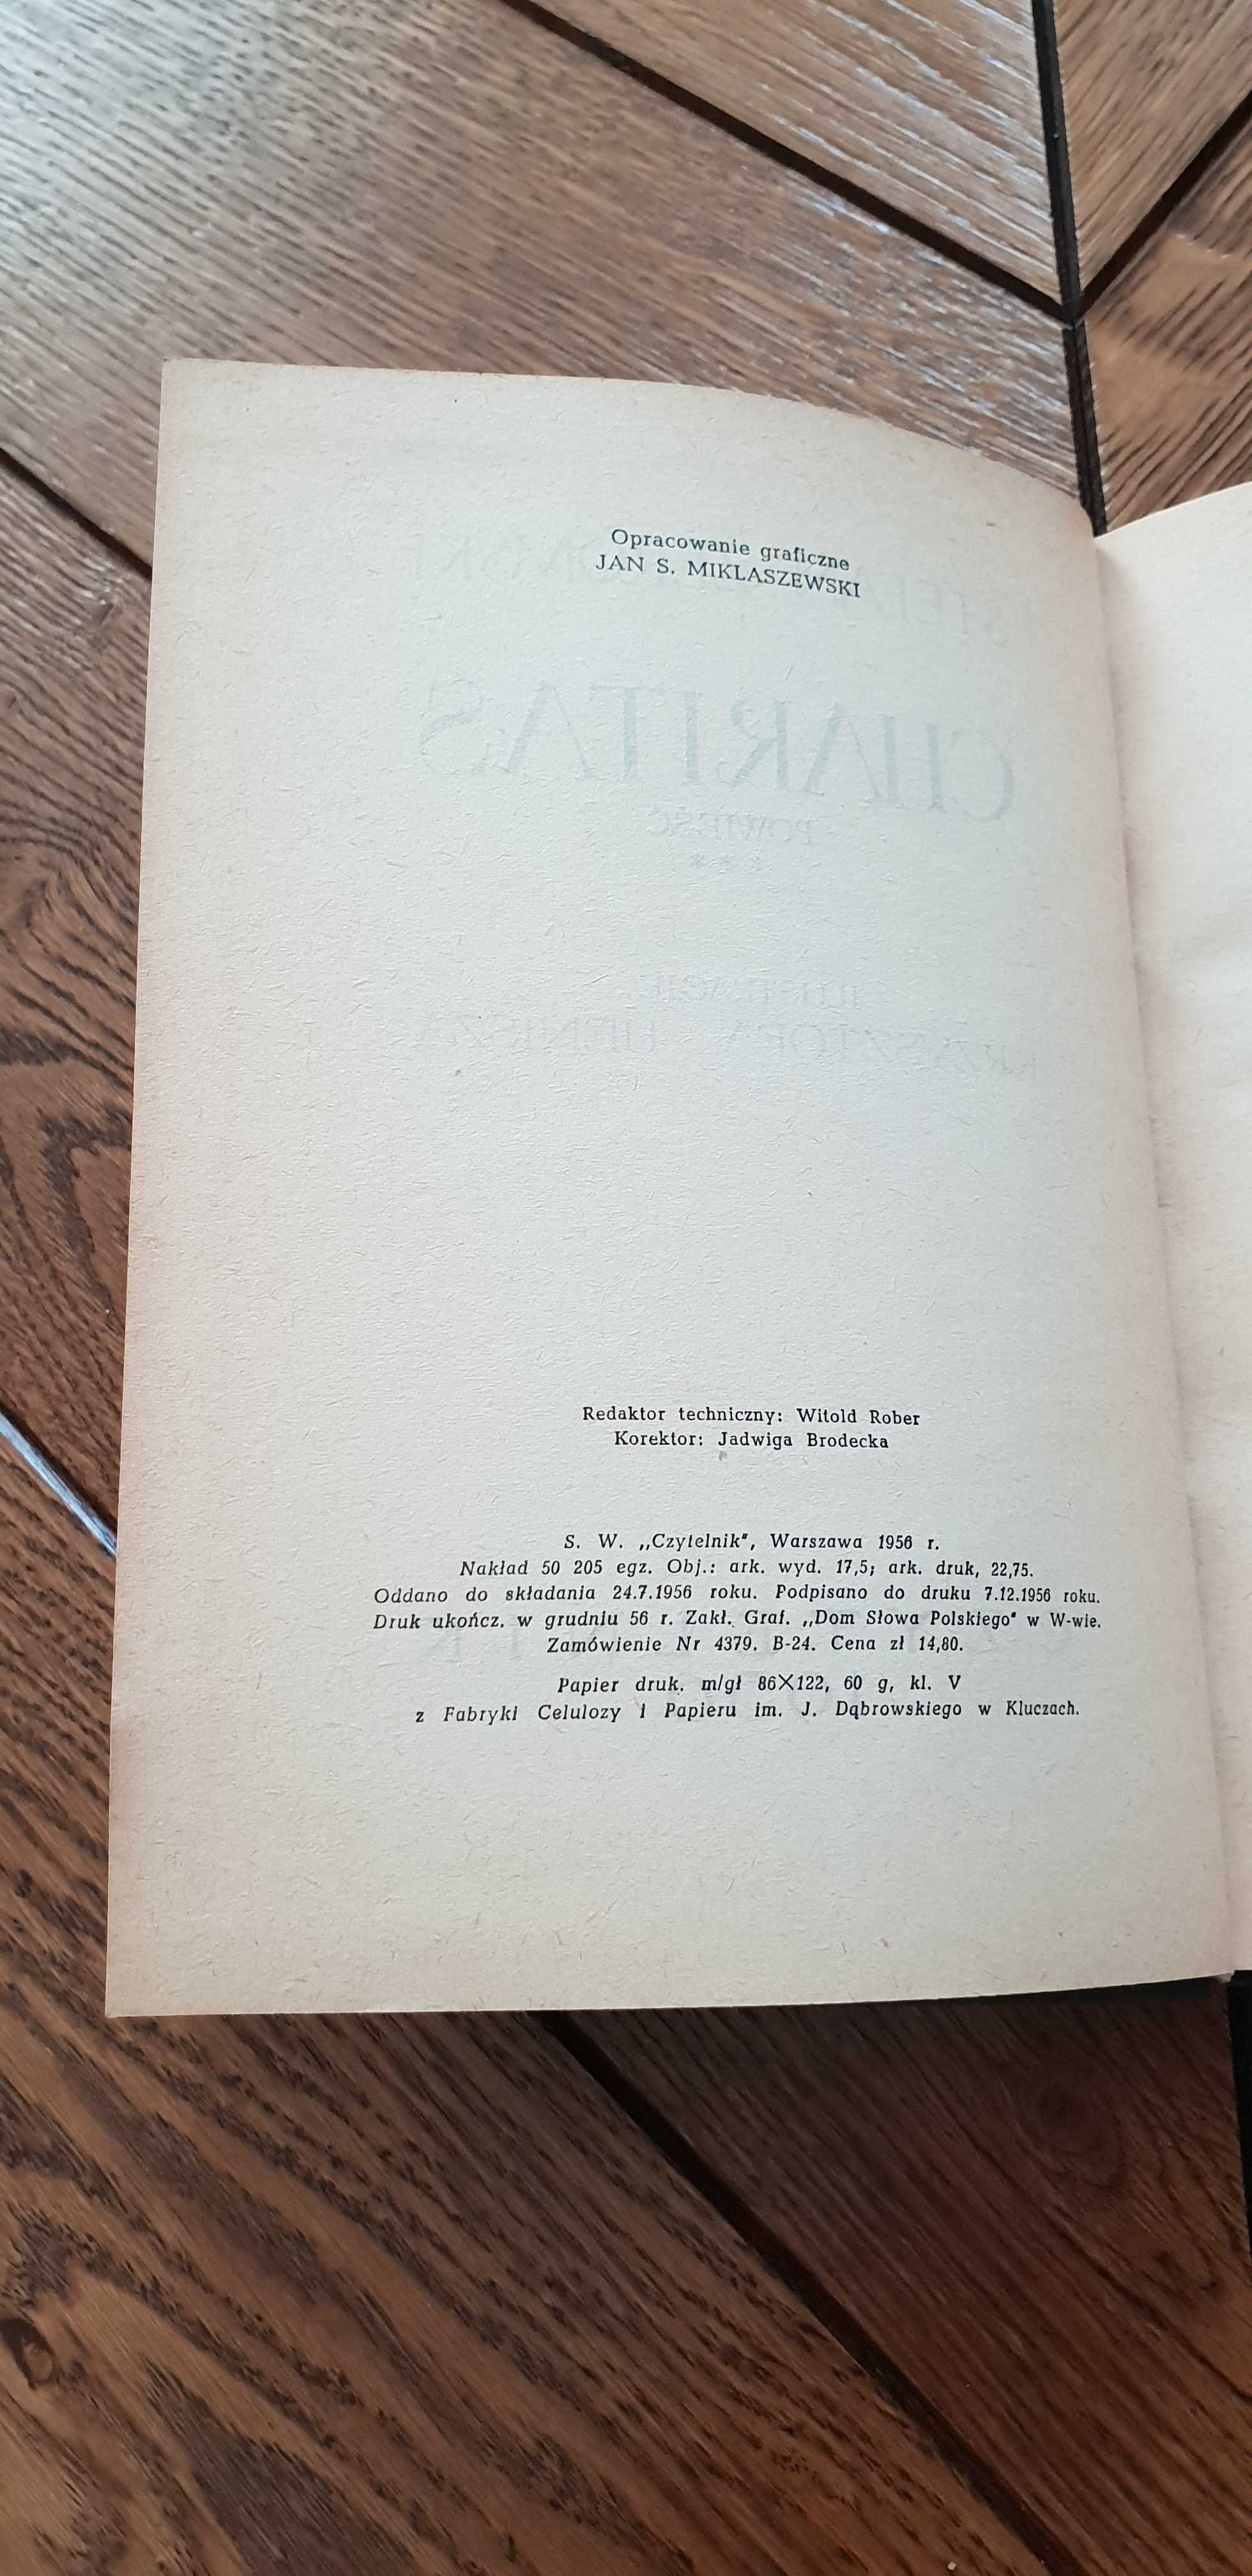 Opracowanie graficzne
JAN S. MIKLASZEWSKI
CHARITAS
POWIEŚĆ
* * *
ILUSTRACJE
Redaktor techniczny: Witold Rober
Korektor: Jadwiga Brodecka
S. W. „Czytelnik", Warszawa 1956 r.
Nakład 50 205 egz. Obj.: ark. wyd. 17,5; ark. druk, 22,75.
Oddano do składania 24.7.1956 roku. Podpisano do druku 7.12.1956 roku.
Druk ukończ. w grudniu 56 r. Zakł. Graf. „Dom Słowa Polskiego" w W-wie.
Zamówienie Nr 4379. B-24. Cena zł 14,80.
Papier druk. m/gł 86X122, 60 g, kl. V
z Fabryki Celulozy i Papieru im. J. Dąbrowskiego w Kluczach.